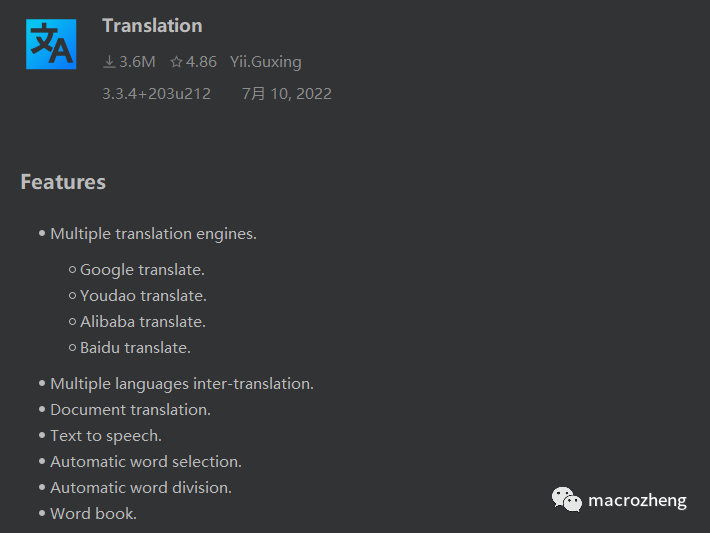 文A
Translation
3.6M 4.86 Yii.Guxing
3.3.4+203u212 7月 10, 2022
Features
• Multiple translation engines.
○ Google translate.
○ Youdao translate.
○ Alibaba translate.
○ Baidu translate.
• Multiple languages inter-translation.
• Document translation.
• Text to speech.
• Automatic word selection.
• Automatic word division.
• Word book.
macrozheng